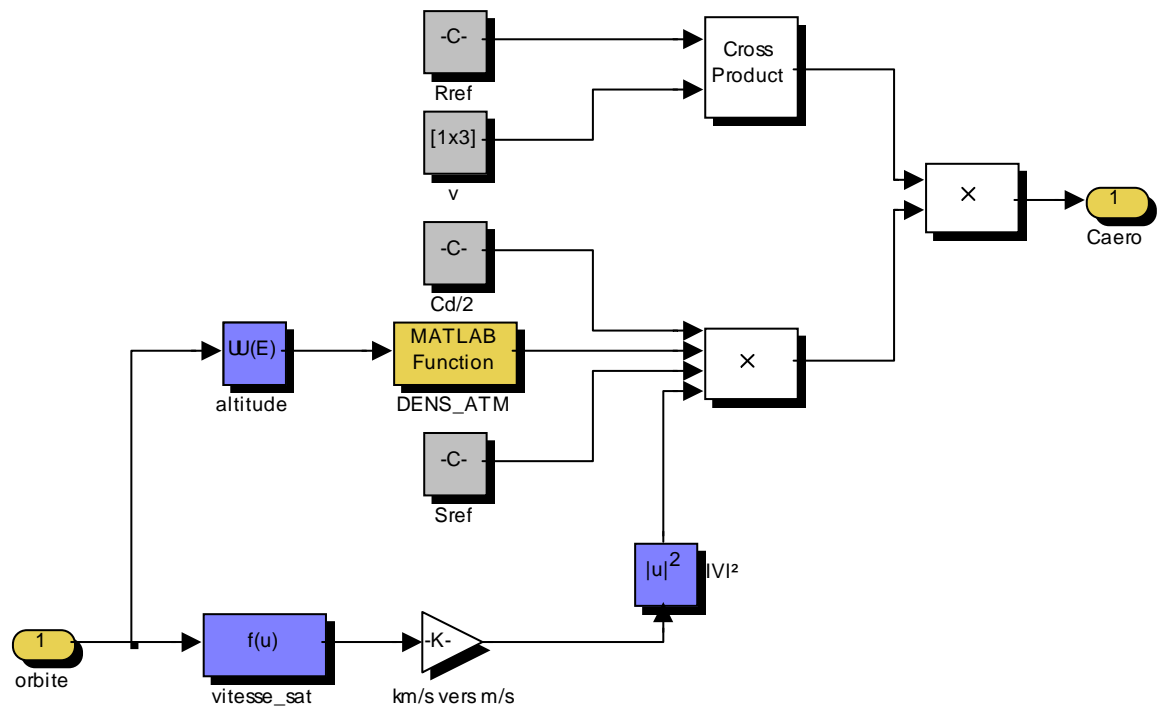 -C-
Rref
[1x3]
v
Cross
Product
×
1
Caero
-C-
Cd/2
UU(E)
altitude
MATLAB
Function
DENS_ATM
×
-C-
Sref
|u|²
|V|²
1
orbite
f(u)
vitesse_sat
-K-
km/s vers m/s